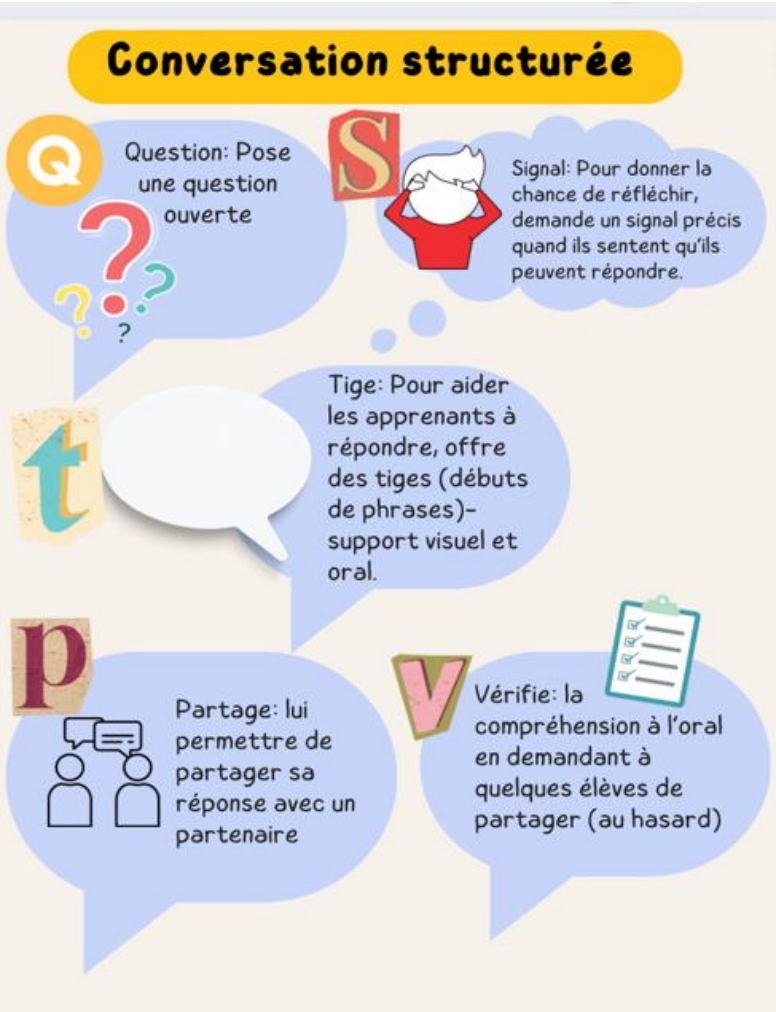 Conversation structurée
Q
Question: Pose
une question
ouverte
? ? ? ?
S
Signal: Pour donner la
chance de réfléchir,
demande un signal précis
quand ils sentent qu'ils
peuvent répondre.
t
Tige: Pour aider
les apprenants à
répondre, offre
des tiges (débuts
de phrases)-
support visuel et
oral.
p
Partage: lui
permettre de
partager sa
réponse avec un
partenaire
V
Vérifie: la
compréhension à l'oral
en demandant à
quelques élèves de
partager (au hasard)